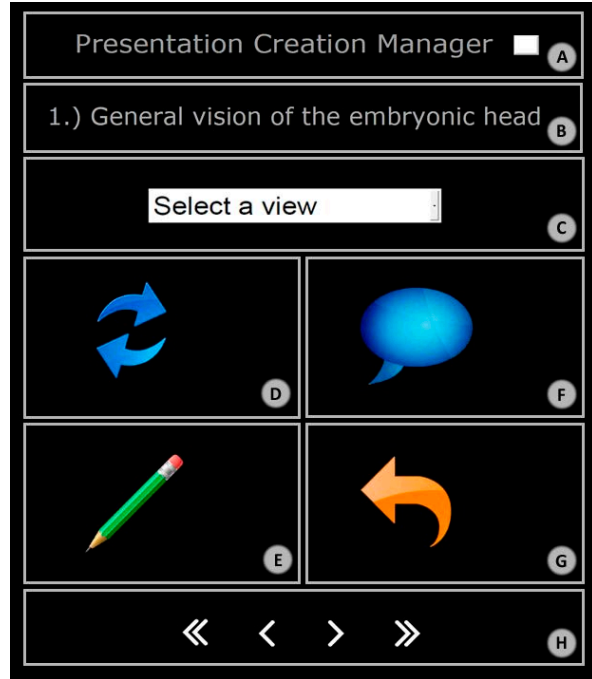 Presentation Creation Manager
A
1.) General vision of the embryonic head
B
Select a view
C
D
F
E
G
H